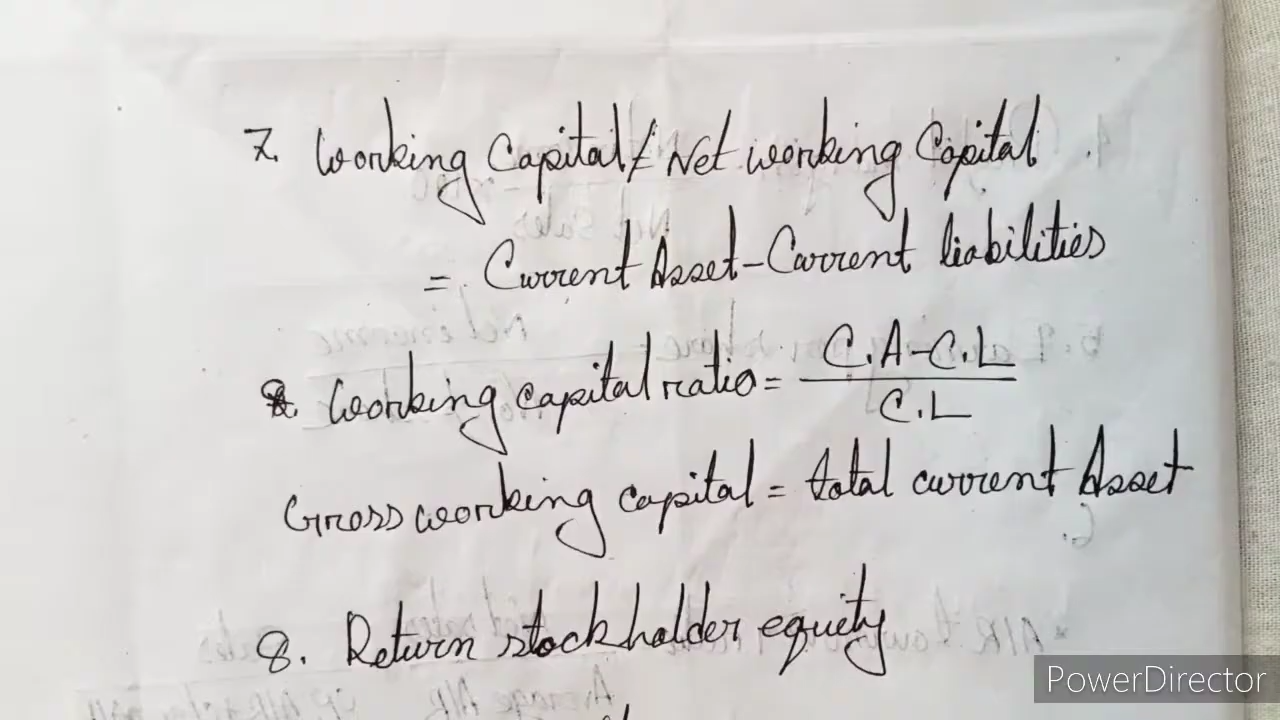 7. Working Capital/Net working Capital
= Current Asset-Current liabilities
Working capital ratio = C.A-C.L
C.L
Gross working capital = total current Asset
8. Return stockholder equity
PowerDirector